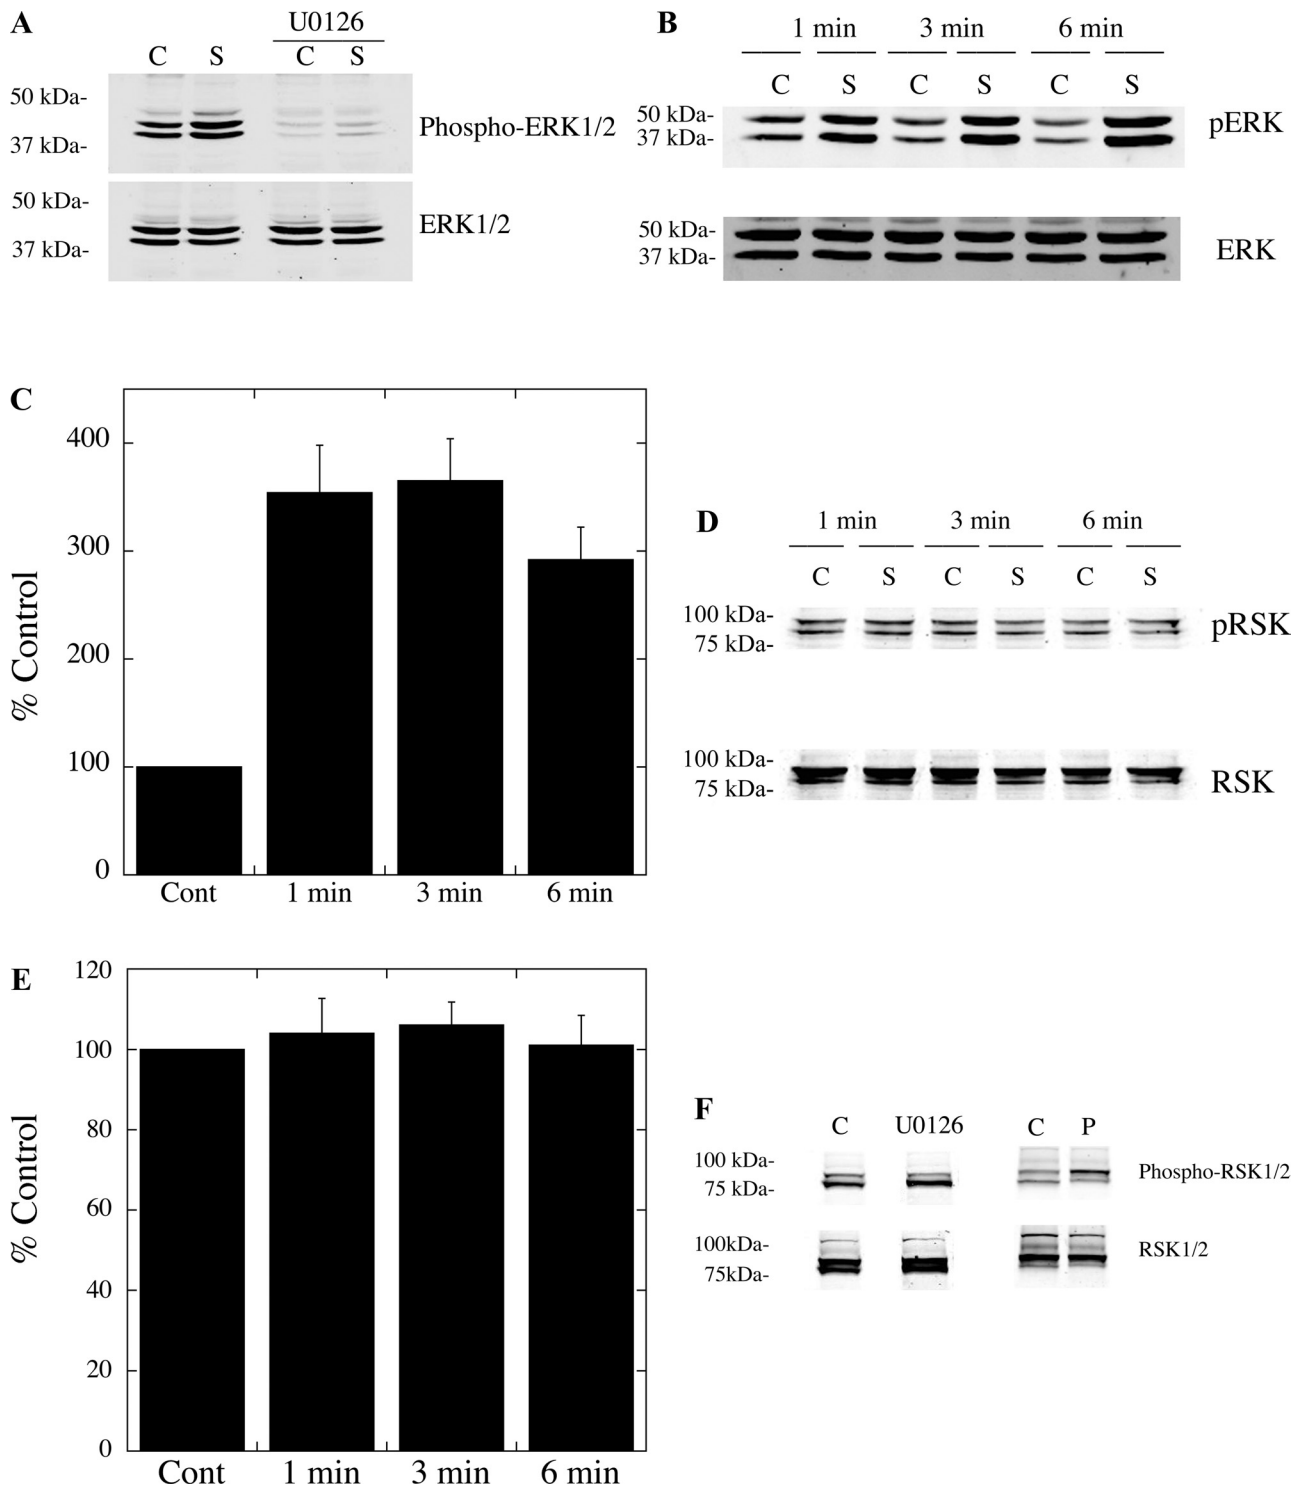 A
U0126
C S C S
50 kDa-
37 kDa-
Phospho-ERK1/2
50 kDa-
37 kDa-
ERK1/2
B
1 min 3 min 6 min
C S C S C S
50 kDa-
37 kDa-
pERK
50 kDa-
37 kDa-
ERK
C
400
300
200
100
0
% Control
Cont 1 min 3 min 6 min
D
1 min 3 min 6 min
C S C S C S
100 kDa-
75 kDa-
pRSK
100 kDa-
75 kDa-
RSK
E
120
100
80
60
40
20
0
% Control
Cont 1 min 3 min 6 min
F
C U0126 C P
100 kDa-
75 kDa-
Phospho-RSK1/2
100kDa-
75kDa-
RSK1/2